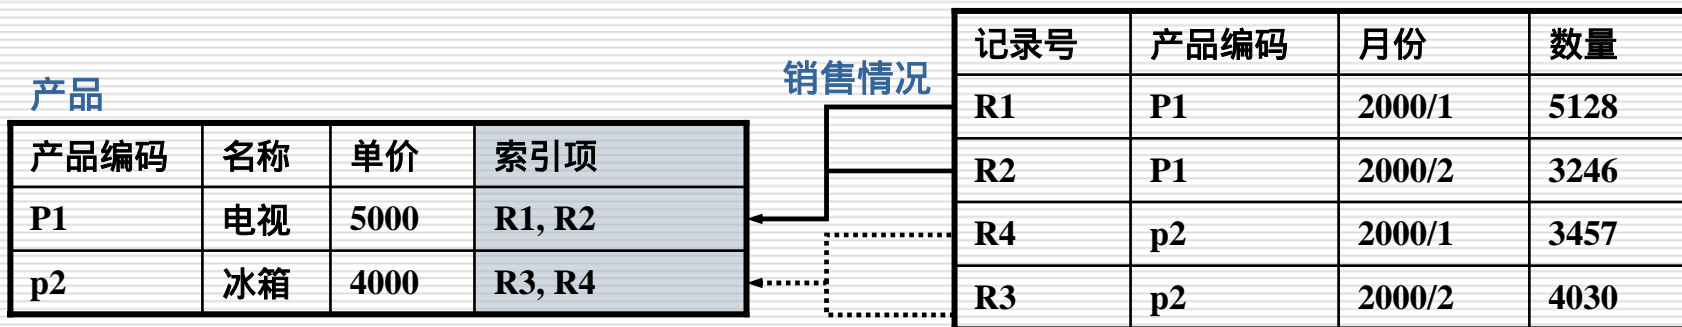 产品
产品编码 名称 单价 索引项
P1 电视 5000 R1, R2
p2 冰箱 4000 R3, R4
销售情况
记录号 产品编码 月份 数量
R1 P1 2000/1 5128
R2 P1 2000/2 3246
R4 p2 2000/1 3457
R3 p2 2000/2 4030